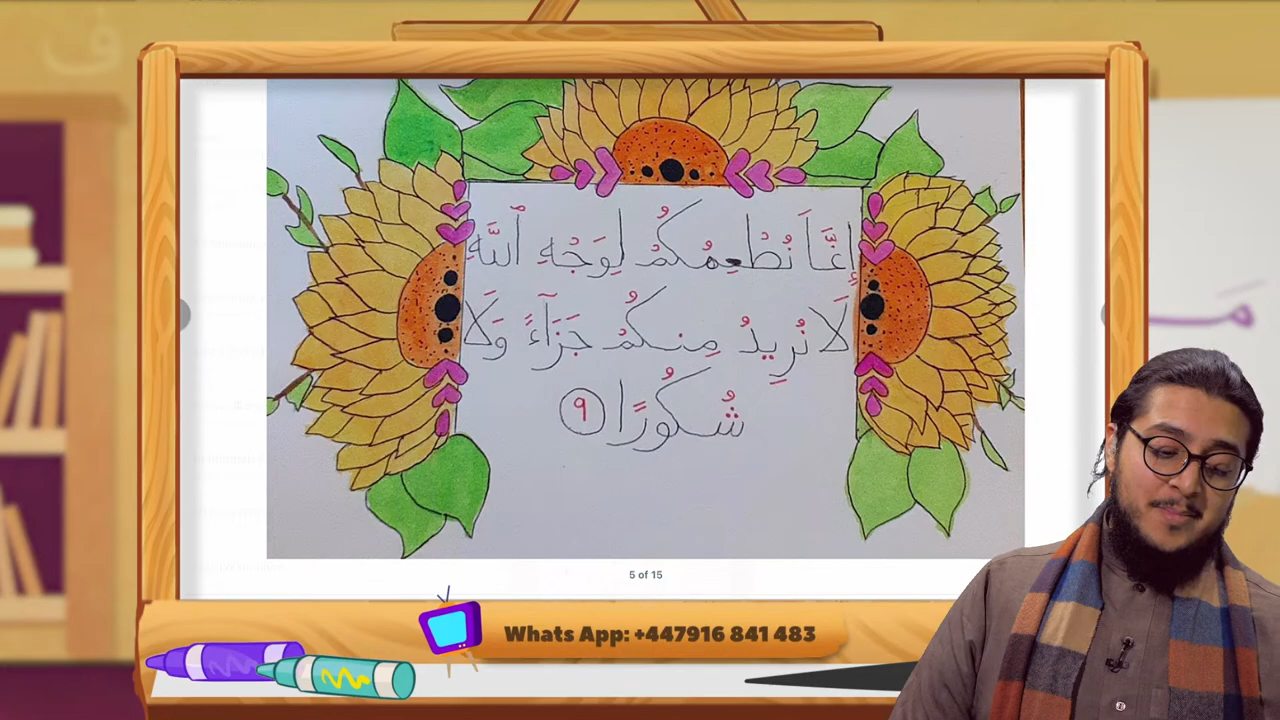 إِنَّمَا نُطْعِمُكُمْ لِوَجْهِ ٱللَّهِ
لَا نُرِيدُ مِنكُمْ جَزَآءً وَلَا
شُكُورًا ٩
5 of 15
Whats App: +447916 841 483
ف